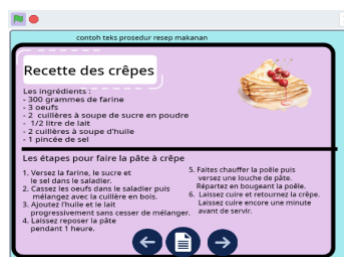 contoh teks prosedur resep makanan
Recette des crêpes
Les ingrédients :
- 300 grammes de farine
- 3 oeufs
- 2 cuillères à soupe de sucre en poudre
- 1/2 litre de lait
- 2 cuillères à soupe d'huile
- 1 pincée de sel
Les étapes pour faire la pâte à crêpe
1. Versez la farine, le sucre et
le sel dans le saladier.
2. Cassez les oeufs dans le saladier puis
mélangez avec la cuillère en bois.
3. Ajoutez l'huile et le lait
progressivement sans cesser de mélanger.
4. Laissez reposer la pâte
pendant 1 heure.
5. Faites chauffer la poêle puis
versez une louche de pâte.
Répartez en bougeant la poêle.
6. Laissez cuire et retournez la crêpe.
Laissez cuire encore une minute
avant de servir.